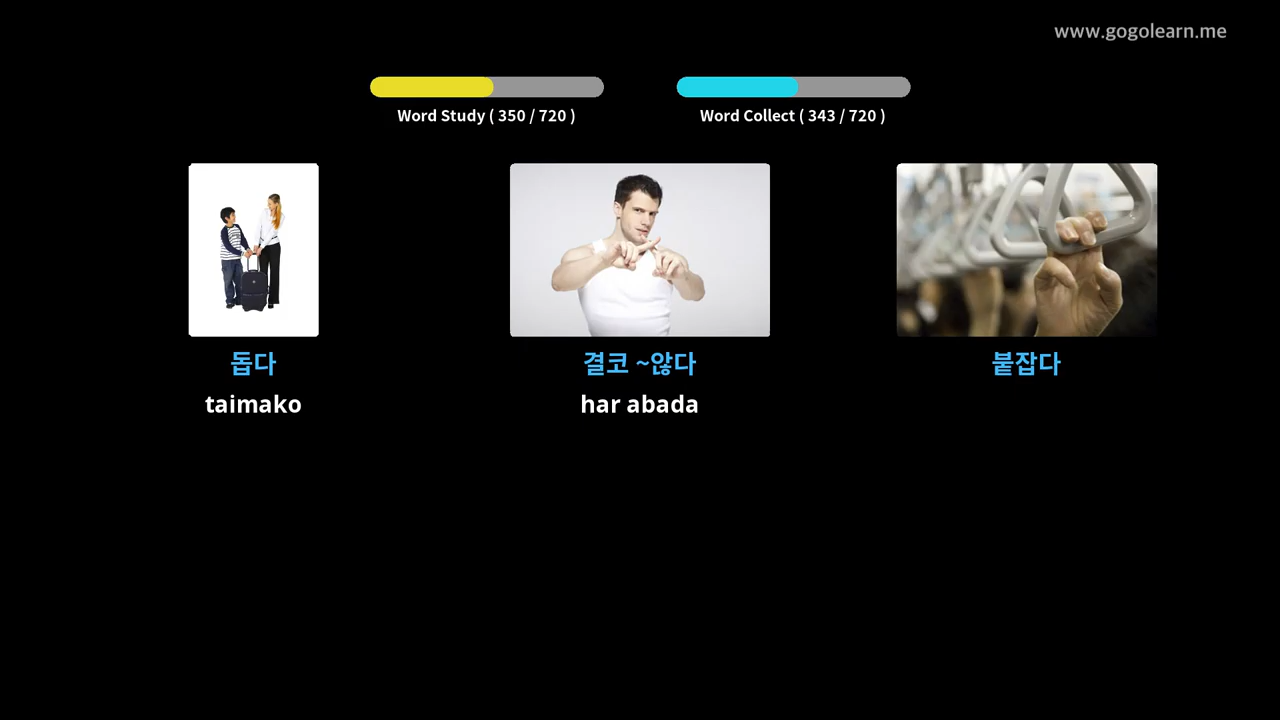 www.gogolearn.me
Word Study ( 350 / 720 )
Word Collect ( 343 / 720 )
돕다
결코 ~않다
붙잡다
taimako
har abada